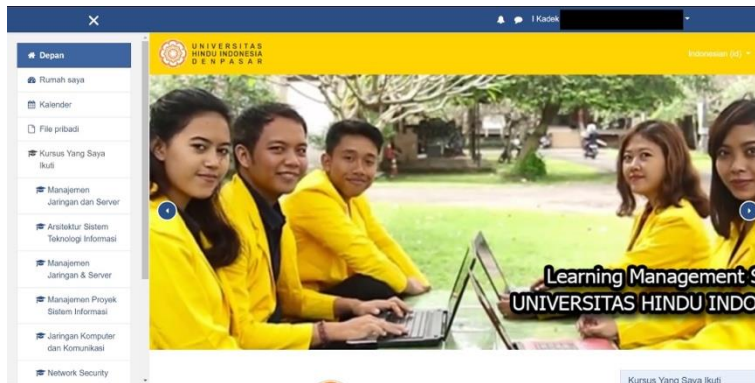 I Kadek
Depan
Rumah saya
Kalender
File pribadi
Kursus Yang Saya
Ikuti
Manajemen
Jaringan dan Server
Arsitektur Sistem
Teknologi Informasi
Manajemen
Jaringan & Server
Manajemen Proyek
Sistem Informasi
Jaringan Komputer
dan Komunikasi
Network Security
UNIVERSITAS
HINDU INDONESIA
DENPASAR
Indonesian (id)
Learning Management S
UNIVERSITAS HINDU INDO
Kursus Yang Saya Ikuti